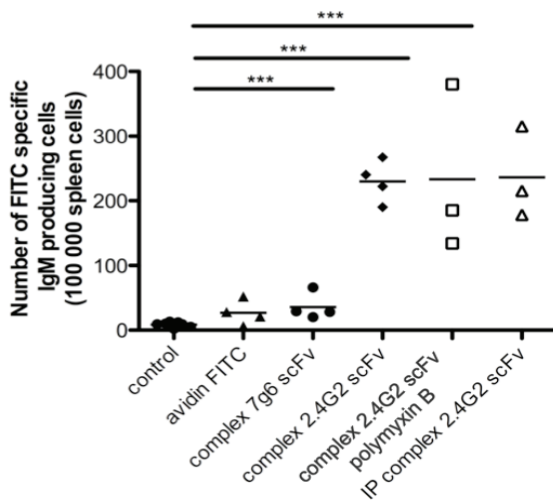 ***
***
***
Number of FITC specific
IgM producing cells
(100 000 spleen cells)
400
300
200
100
0
control
avidin FITC
complex 7g6 scFv
complex 2.4G2 scFv
complex 2.4G2 scFv
polymyxin B
IP complex 2.4G2 scFv